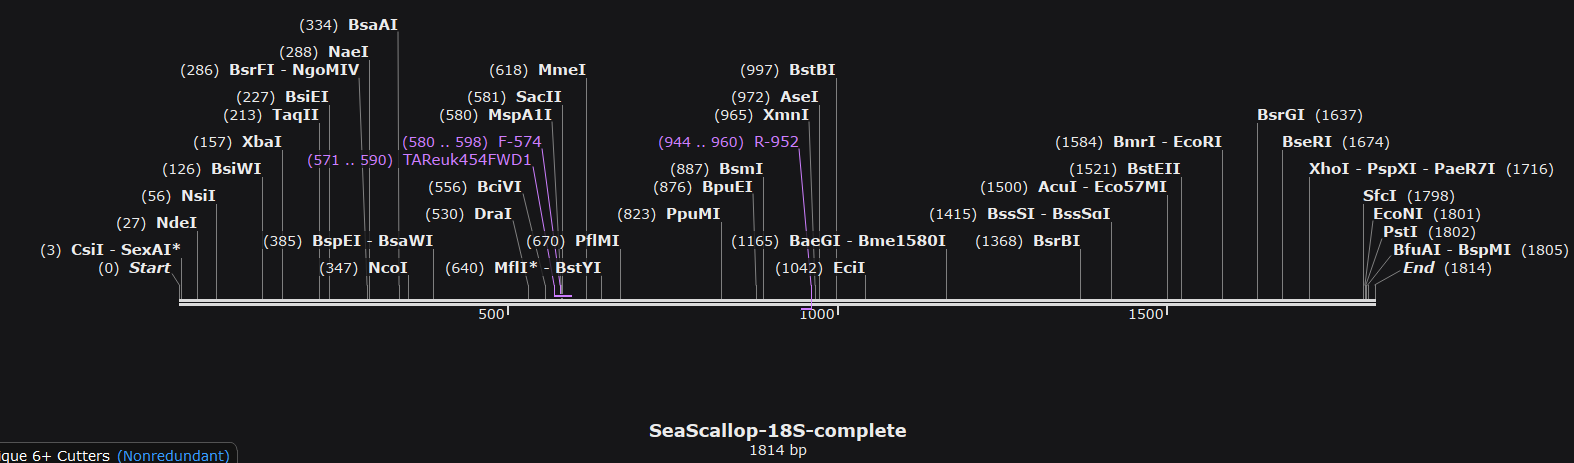 (334) BsaAI
(288) NaeI
(286) BsrFI - NgoMIV
(618) MmeI
(997) BstBI
(227) BsiEI
(581) SacII
(972) AseI
(213) TaqII
(580) MspA1I
(965) XmnI
BsrGI (1637)
(157) XbaI
(580 .. 598) F-574
(944 .. 960) R-952
(1584) BmrI - EcoRI
BseRI (1674)
(571 .. 590) TAReuk454FWD1
(126) BsiWI
(887) BsmI
(1521) BstEII
XhoI - PspXI - PaeR7I (1716)
(556) BciVI
(876) BpuEI
(1500) AcuI - Eco57MI
(56) NsiI
SfcI (1798)
(530) DraI
(823) PpuMI
(1415) BssSI - BssSαI
EcoNI (1801)
(27) NdeI
PstI (1802)
(385) BspEI - BsaWI
(670) PflMI
(1165) BaeGI - Bme1580I
(1368) BsrBI
(3) CsiI - SexAI*
BfuAI - BspMI (1805)
(0) Start
(347) NcoI
(640) MflI* - BstYI
(1042) EciI
End (1814)
500
1000
1500
SeaScallop-18S-complete
1814 bp
ique 6+ Cutters (Nonredundant)